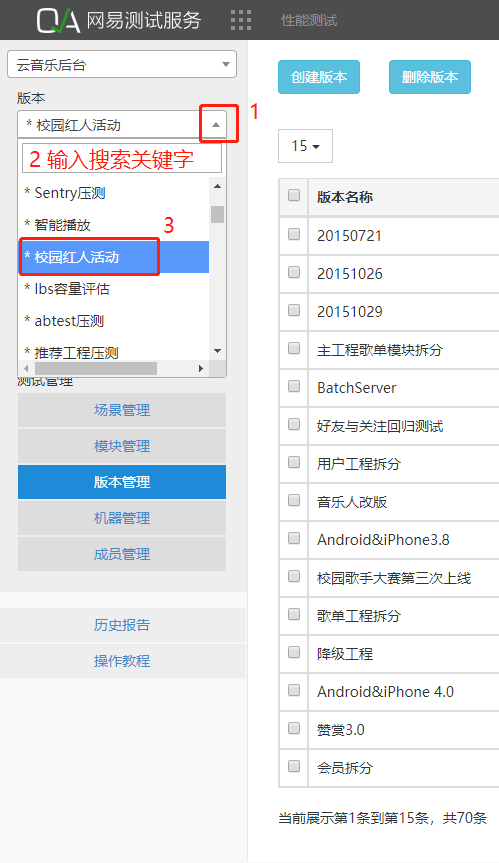 QA 网易测试服务
性能测试
云音乐后台
版本
* 校园红人活动
1
2 输入搜索关键字
* Sentry压测
* 智能播放
3
* 校园红人活动
* lbs容量评估
* abtest压测
* 推荐工程压测
测试管理
场景管理
模块管理
版本管理
机器管理
成员管理
历史报告
操作教程
创建版本
删除版本
15
版本名称
20150721
20151026
20151029
主工程歌单模块拆分
BatchServer
好友与关注回归测试
用户工程拆分
音乐人改版
Android&iPhone3.8
校园歌手大赛第三次上线
歌单工程拆分
降级工程
Android&iPhone 4.0
赞赏3.0
会员拆分
当前展示第1条到第15条，共70条